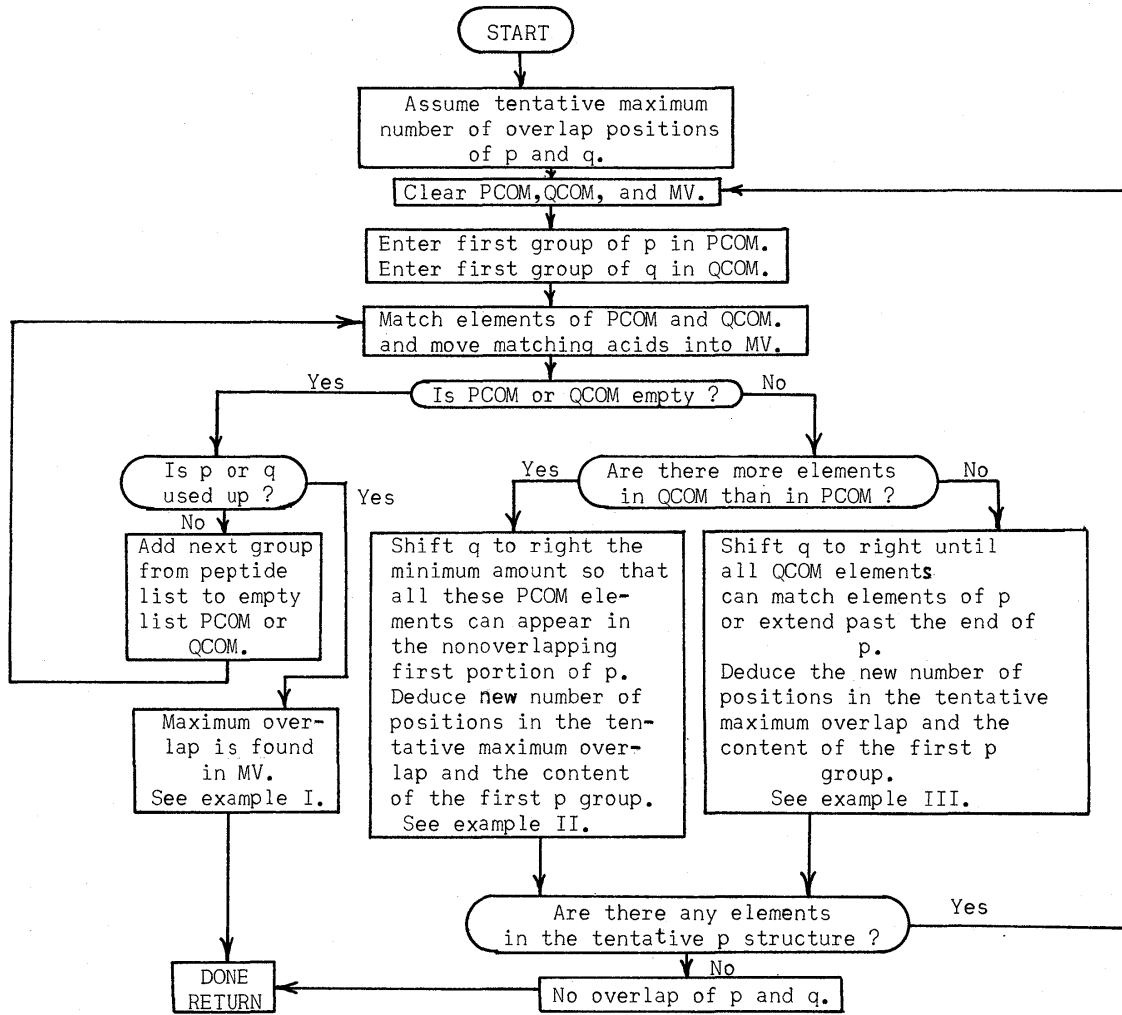 START
Assume tentative maximum
number of overlap positions
of p and q.
Clear PCOM,QCOM, and MV.
Enter first group of p in PCOM.
Enter first group of q in QCOM.
Match elements of PCOM and QCOM.
and move matching acids into MV.
Yes
Is PCOM or QCOM empty ?
No
Is p or q
used up ?
Yes
No
Add next group
from peptide
list to empty
list PCOM or
QCOM.
Maximum over-
lap is found
in MV.
See example I.
Yes
Are there more elements
in QCOM than in PCOM ?
No
Shift q to right the
minimum amount so that
all these PCOM ele-
ments can appear in
the nonoverlapping
first portion of p.
Deduce new number of
positions in the ten-
tative maximum over-
lap and the content
of the first p group.
See example II.
Shift q to right until
all QCOM elements
can match elements of p
or extend past the end of
p.
Deduce the new number of
positions in the tentative
maximum overlap and the
content of the first p
group.
See example III.
Are there any elements
in the tentative p structure ?
Yes
No
No overlap of p and q.
DONE
RETURN